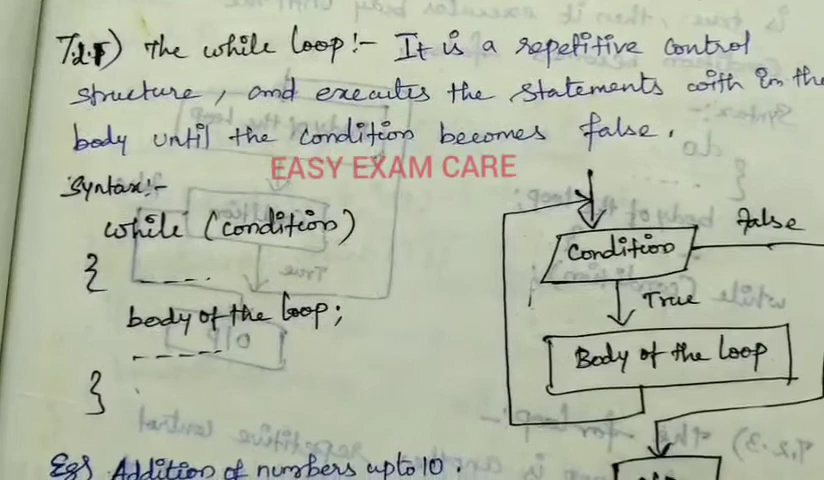 7.2.1) The while loop:- It is a repetitive control
structure, and executes the statements with in the
body until the condition becomes false.
EASY EXAM CARE
Syntax:-
while (condition)
{ -----
body of the loop;
------
}
Condition
false
True
Body of the loop
Eg) Addition of numbers upto 10.